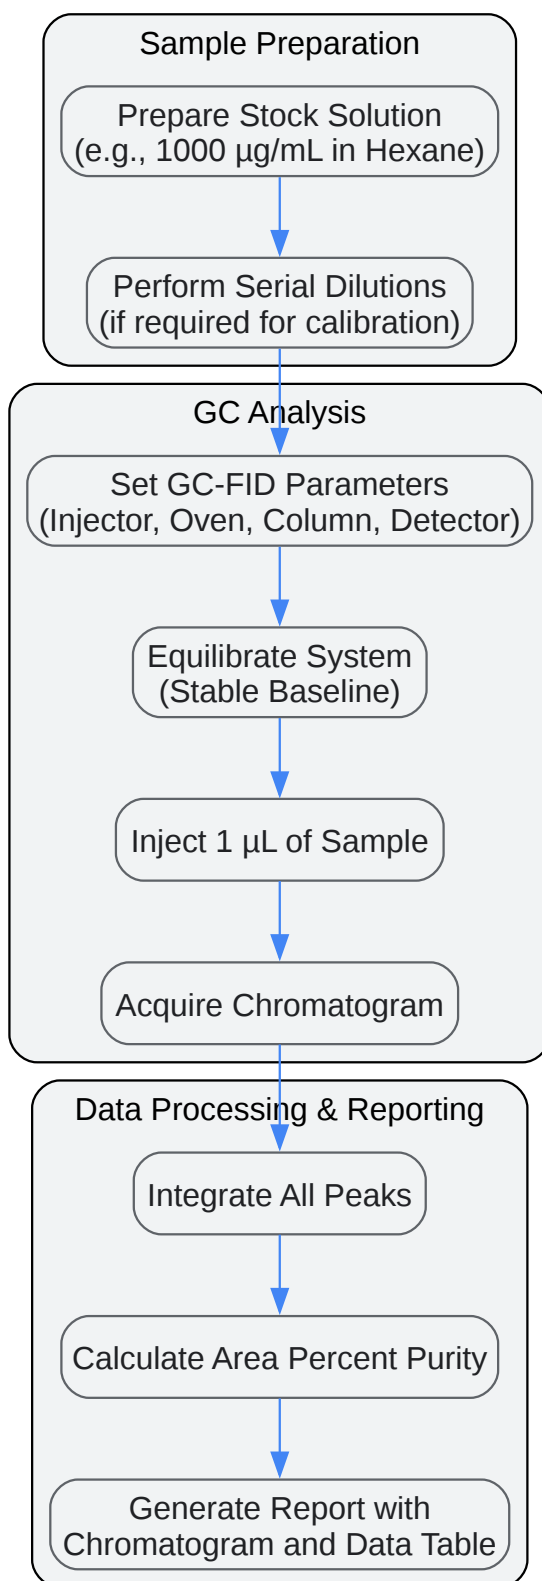 Sample Preparation
Prepare Stock Solution
(e.g., 1000 µg/mL in Hexane)
Perform Serial Dilutions
(if required for calibration)
GC Analysis
Set GC-FID Parameters
(Injector, Oven, Column, Detector)
Equilibrate System
(Stable Baseline)
Inject 1 µL of Sample
Acquire Chromatogram
Data Processing & Reporting
Integrate All Peaks
Calculate Area Percent Purity
Generate Report with
Chromatogram and Data Table